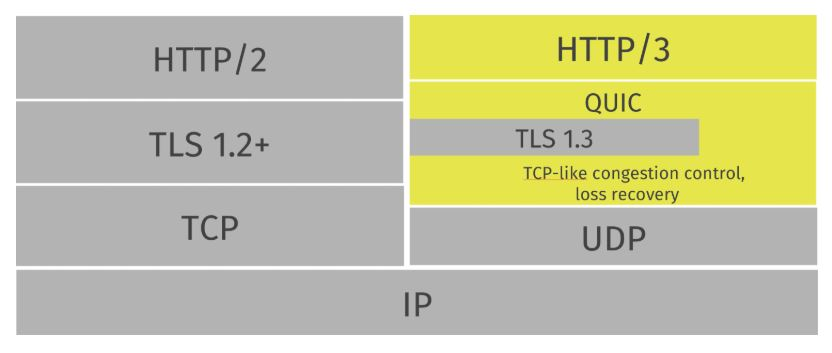 HTTP/2
TLS 1.2+
TCP
HTTP/3
QUIC
TLS 1.3
TCP-like congestion control,
loss recovery
UDP
IP